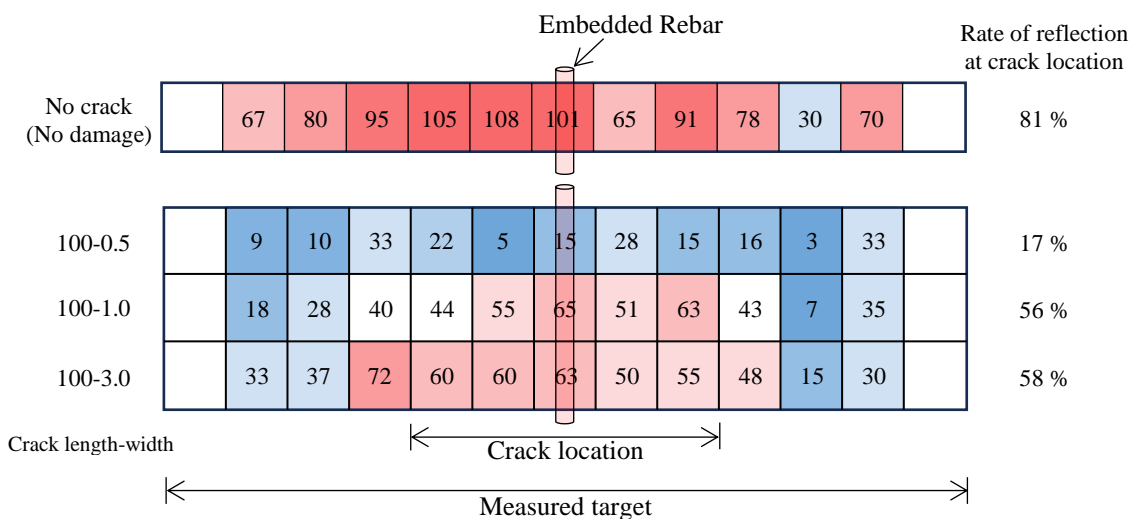 Embedded Rebar
Rate of reflection
at crack location
No crack
(No damage)
67 80 95 105 108 101 65 91 78 30 70
81 %
100-0.5
9 10 33 22 5 15 28 15 16 3 33
17 %
100-1.0
18 28 40 44 55 65 51 63 43 7 35
56 %
100-3.0
33 37 72 60 60 63 50 55 48 15 30
58 %
Crack length-width
Crack location
Measured target